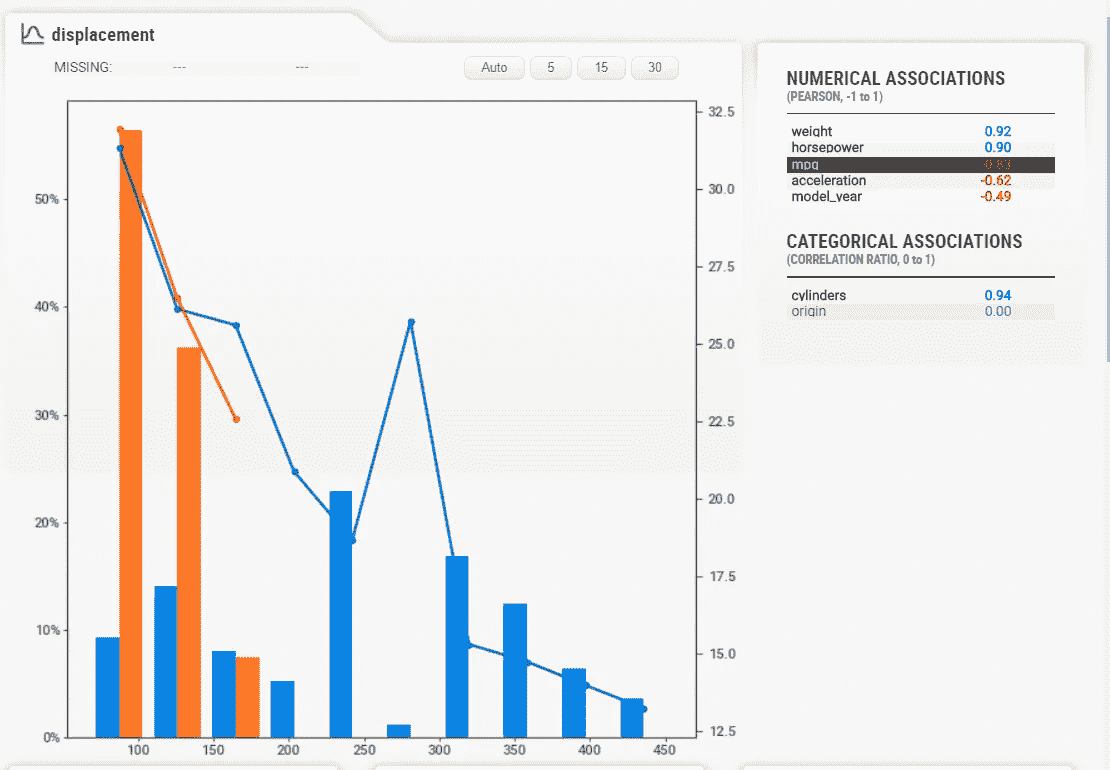 displacement
MISSING: --- ---
Auto 5 15 30
32.5
30.0
27.5
25.0
22.5
20.0
17.5
15.0
12.5
50%
40%
30%
20%
10%
0%
100 150 200 250 300 350 400 450
NUMERICAL ASSOCIATIONS
(PEARSON, -1 to 1)
weight 0.92
horsepower 0.90
mpg
acceleration -0.62
model_year -0.49
CATEGORICAL ASSOCIATIONS
(CORRELATION RATIO, 0 to 1)
cylinders 0.94
origin 0.00